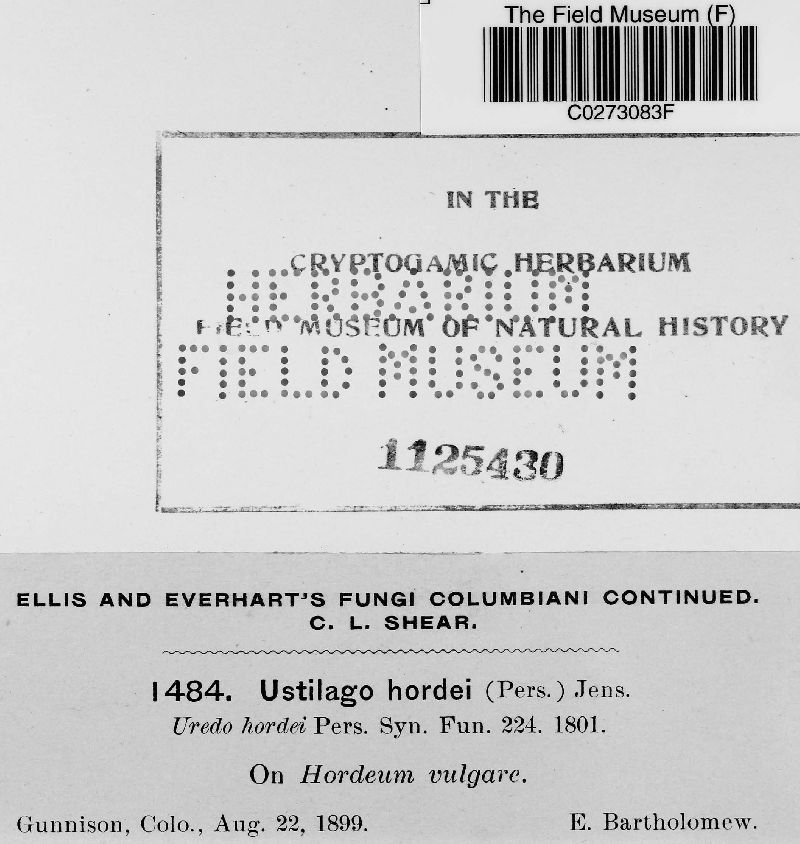 The Field Museum (F)
C0273083F
IN THE
CRYPTOGAMIC HERBARIUM
HERBARIUM
FIELD MUSEUM OF NATURAL HISTORY
FIELD MUSEUM
1125430
ELLIS AND EVERHART'S FUNGI COLUMBIANI CONTINUED.
C. L. SHEAR.
1484. Ustilago hordei (Pers.) Jens.
Uredo hordei Pers. Syn. Fun. 224. 1801.
On Hordeum vulgare.
Gunnison, Colo., Aug. 22, 1899. E. Bartholomew.